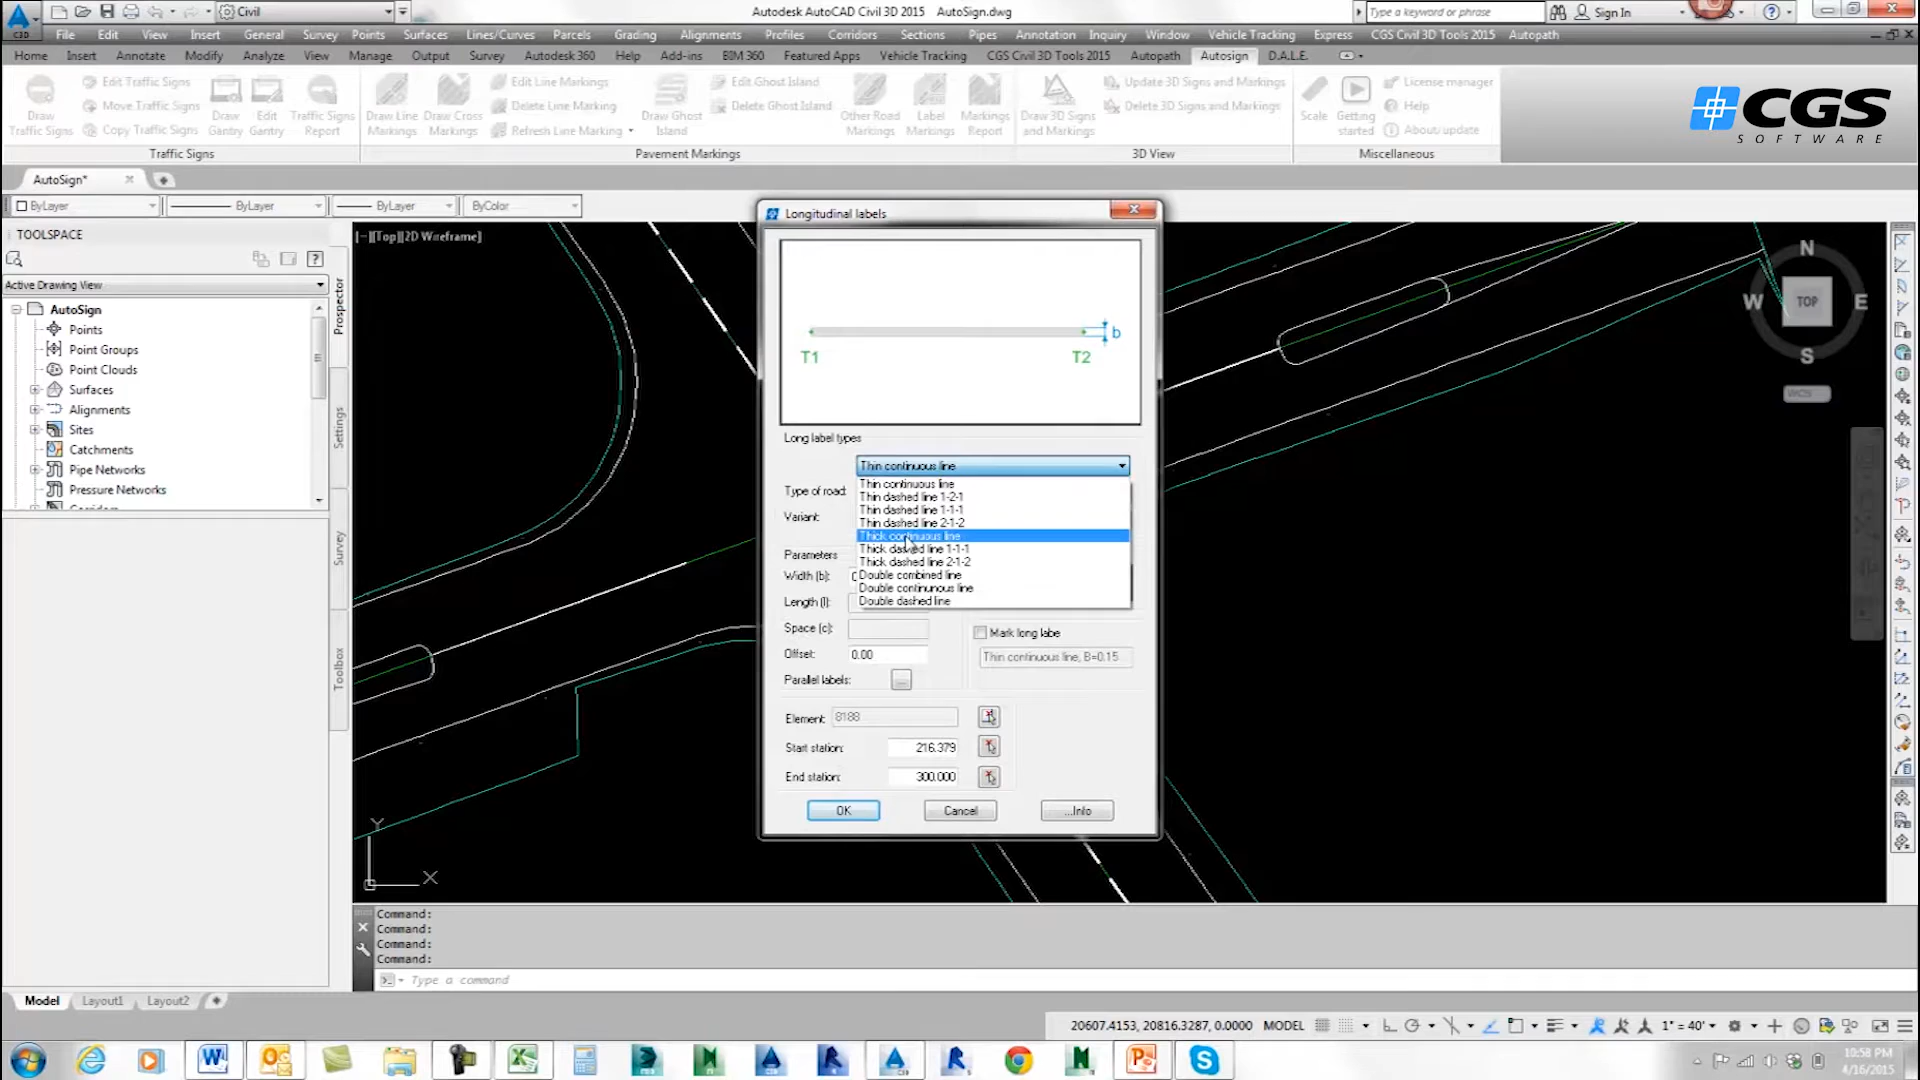 Civil
Autodesk AutoCAD Civil 3D 2015 AutoSign.dwg
Type a keyword or phrase
Sign In
C3D
File Edit View Insert General Survey Points Surfaces Lines/Curves Parcels Grading Alignments Profiles Corridors Sections Pipes Annotation Inquiry Window Vehicle Tracking Express CGS Civil 3D Tools 2015 Autopath
Home Insert Annotate Modify Analyze View Manage Output Survey Autodesk 360 Help Add-ins BIM 360 Featured Apps Vehicle Tracking CGS Civil 3D Tools 2015 Autopath Autosign D.A.L.E.
Draw Traffic Signs
Edit Traffic Signs
Move Traffic Signs
Copy Traffic Signs
Draw Gantry
Edit Gantry
Traffic Signs Report
Draw Line Markings
Draw Cross Markings
Edit Line Markings
Delete Line Marking
Refresh Line Marking
Draw Ghost Island
Edit Ghost Island
Delete Ghost Island
Other Road Markings
Label Markings
Markings Report
Draw 3D Signs and Markings
Update 3D Signs and Markings
Delete 3D Signs and Markings
Scale
Getting started
License manager
Help
About/update
Traffic Signs
Pavement Markings
3D View
Miscellaneous
CGS
SOFTWARE
AutoSign*
ByLayer ByLayer ByLayer ByColor
TOOLSPACE
Active Drawing View
AutoSign
Points
Point Groups
Point Clouds
Surfaces
Alignments
Sites
Catchments
Pipe Networks
Pressure Networks
Prospector
Settings
Survey
Toolbox
[−][Top][2D Wireframe]
N
W TOP E
S
WCS
Y
X
Longitudinal labels
b
T1 T2
Long label types
Thin continuous line
Thin continuous line
Thin dashed line 1-2-1
Thin dashed line 1-1-1
Thin dashed line 2-1-2
Thick continuous line
Thick dashed line 1-1-1
Thick dashed line 2-1-2
Double combined line
Double continunous line
Double dashed line
Type of road:
Variant:
Parameters
Width (b):
Length (l):
Space (c):
Offset: 0.00
Parallel labels: ...
Mark long labe
Thin continuous line, B=0.15
Element: 8188
Start station: 216.379
End station: 300.000
OK Cancel ...Info
Command:
Command:
Command:
Command:
Type a command
Model Layout1 Layout2
20607.4153, 20816.3287, 0.0000 MODEL
1" = 40'
10:58 PM
4/16/2015